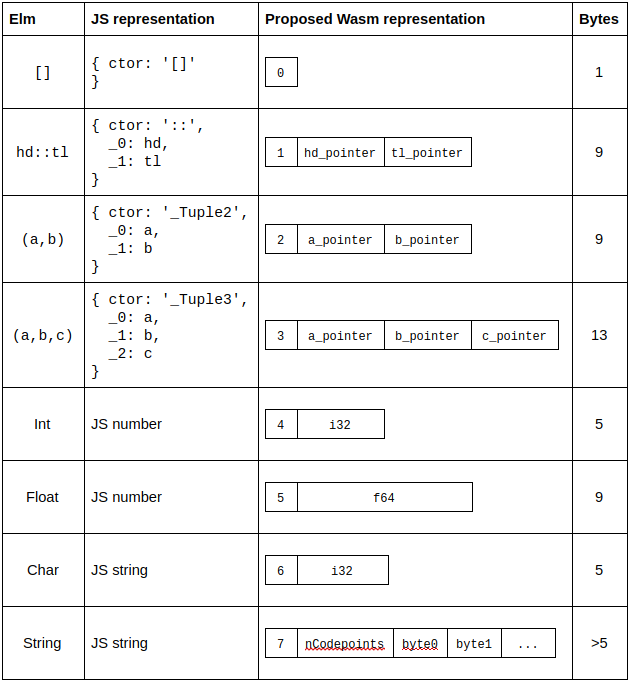 Elm JS representation Proposed Wasm representation Bytes
[] { ctor: '[]'
} 0 1
hd::tl { ctor: '::',
_0: hd,
_1: tl
} 1 hd_pointer tl_pointer 9
(a,b) { ctor: '_Tuple2',
_0: a,
_1: b
} 2 a_pointer b_pointer 9
(a,b,c) { ctor: '_Tuple3',
_0: a,
_1: b,
_2: c
} 3 a_pointer b_pointer c_pointer 13
Int JS number 4 i32 5
Float JS number 5 f64 9
Char JS string 6 i32 5
String JS string 7 nCodepoints byte0 byte1 ... >5